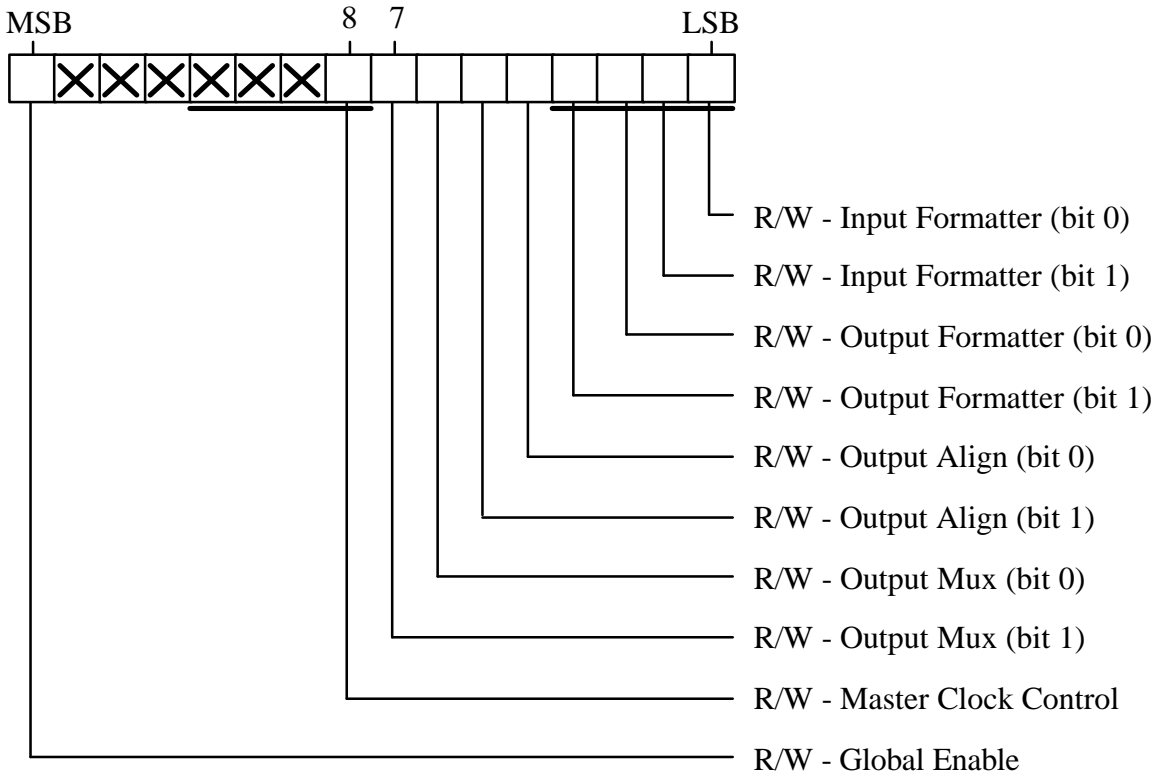 MSB 8 7 LSB
R/W - Input Formatter (bit 0)
R/W - Input Formatter (bit 1)
R/W - Output Formatter (bit 0)
R/W - Output Formatter (bit 1)
R/W - Output Align (bit 0)
R/W - Output Align (bit 1)
R/W - Output Mux (bit 0)
R/W - Output Mux (bit 1)
R/W - Master Clock Control
R/W - Global Enable